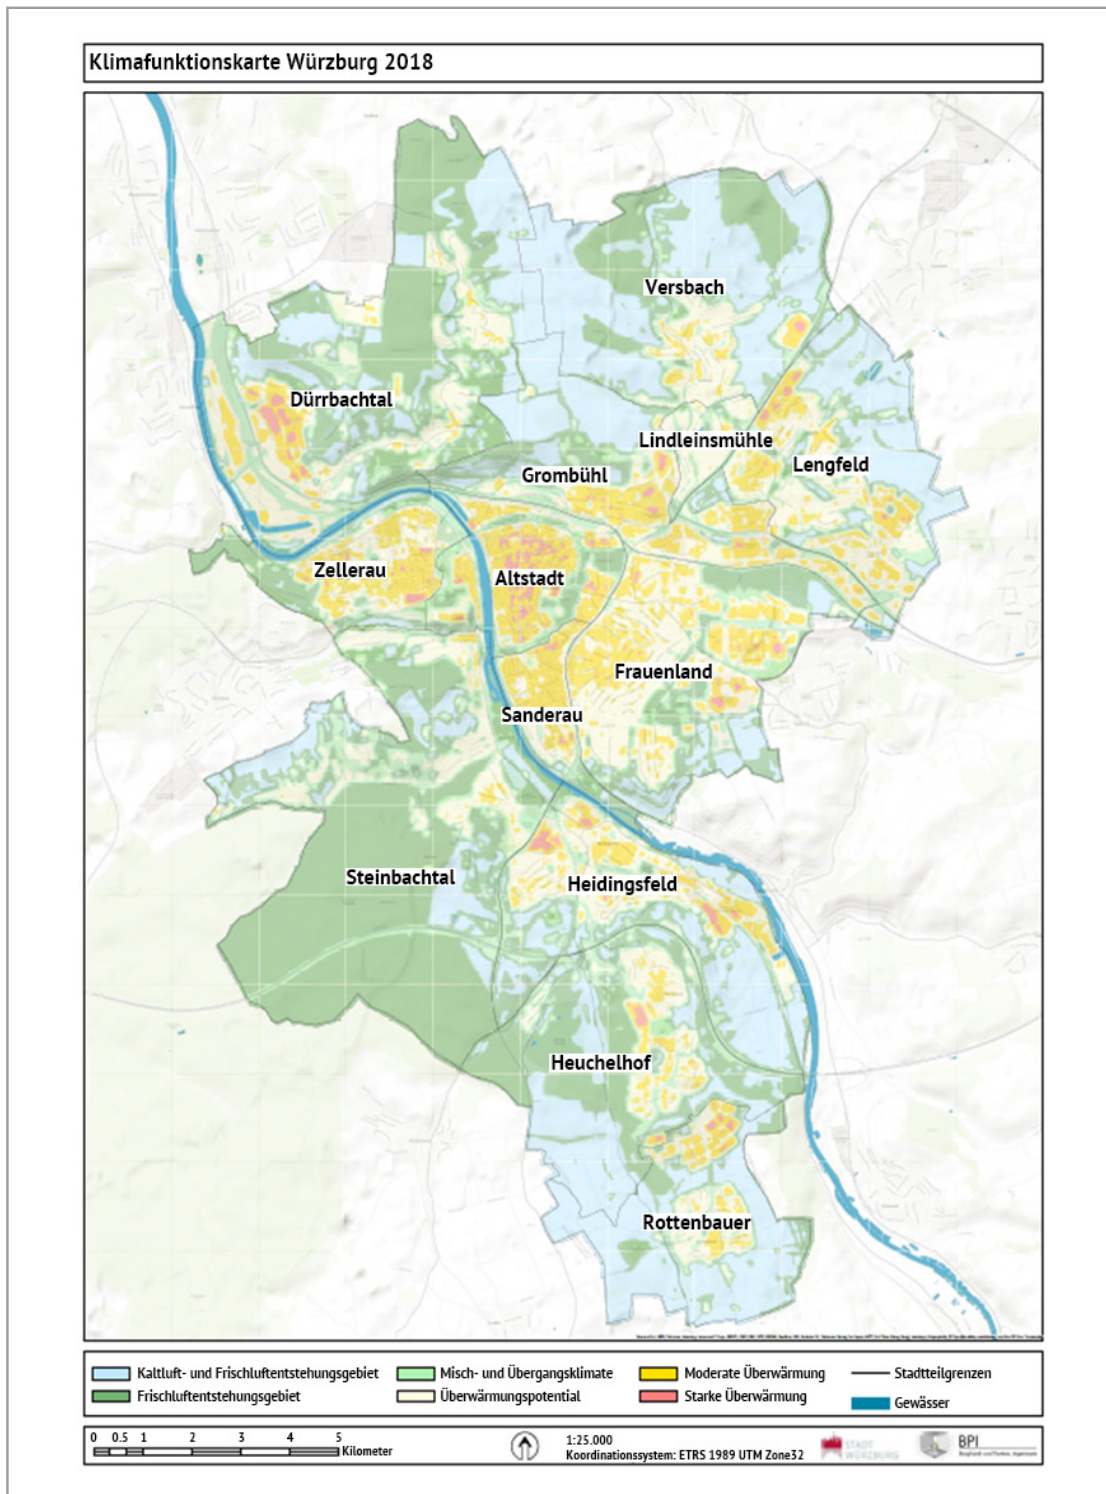 Klimafunktionskarte Würzburg 2018
Versbach
Dürrbachtal
Lindleinsmühle
Lengfeld
Grombühl
Zellerau
Altstadt
Frauenland
Sanderau
Steinbachtal
Heidingsfeld
Heuchelhof
Rottenbauer
Kaltluft- und Frischluftentstehungsgebiet
Misch- und Übergangsklimate
Moderate Überwärmung
Stadtteilgrenzen
Frischluftentstehungsgebiet
Überwärmungspotential
Starke Überwärmung
Gewässer
0 0.5 1 2 3 4 5
Kilometer
1:25.000
Koordinationssystem: ETRS 1989 UTM Zone32
STADT
WÜRZBURG
BPI